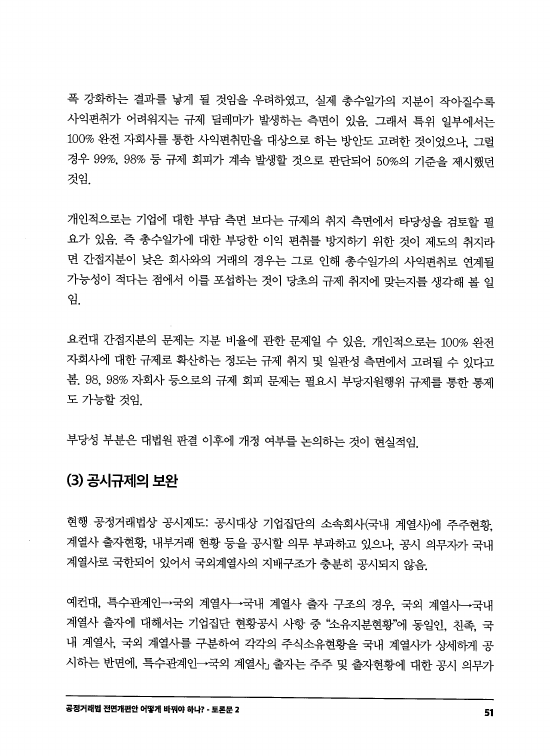 폭 강화하는 결과를 낳게 될 것임을 우려하였고, 실제 총수일가의 지분이 작아질수록
사익편취가 어려워지는 규제 딜레마가 발생하는 측면이 있음. 그래서 특위 일부에서는
100% 완전 자회사를 통한 사익편취만을 대상으로 하는 방안도 고려한 것이었으나, 그럴
경우 99%, 98% 등 규제 회피가 계속 발생할 것으로 판단되어 50%의 기준을 제시했던
것임.
개인적으로는 기업에 대한 부담 측면 보다는 규제의 취지 측면에서 타당성을 검토할 필
요가 있음. 즉 총수일가에 대한 부당한 이익 편취를 방지하기 위한 것이 제도의 취지라
면 간접지분이 낮은 회사와의 거래의 경우는 그로 인해 총수일가의 사익편취로 연계될
가능성이 적다는 점에서 이를 포섭하는 것이 당초의 규제 취지에 맞는지를 생각해 볼 일
임.
요컨대 간접지분의 문제는 지분 비율에 관한 문제일 수 있음. 개인적으로는 100% 완전
자회사에 대한 규제로 확산하는 정도는 규제 취지 및 일관성 측면에서 고려될 수 있다고
봄. 98, 98% 자회사 등으로의 규제 회피 문제는 필요시 부당지원행위 규제를 통한 통제
도 가능할 것임.
부당성 부분은 대법원 판결 이후에 개정 여부를 논의하는 것이 현실적임.
(3) 공시규제의 보완
현행 공정거래법상 공시제도: 공시대상 기업집단의 소속회사(국내 계열사)에 주주현황,
계열사 출자현황, 내부거래 현황 등을 공시할 의무 부과하고 있으나, 공시 의무자가 국내
계열사로 국한되어 있어서 국외계열사의 지배구조가 충분히 공시되지 않음.
예컨대, 특수관계인→국외 계열사→국내 계열사 출자 구조의 경우, 국외 계열사→국내
계열사 출자에 대해서는 기업집단 현황공시 사항 중 “소유지분현황”에 동일인, 친족, 국
내 계열사, 국외 계열사를 구분하여 각각의 주식소유현황을 국내 계열사가 상세하게 공
시하는 반면에, 특수관계인→국외 계열사」 출자는 주주 및 출자현황에 대한 공시 의무가
공정거래법 전면개편안 어떻게 바꿔야 하나? - 토론문 2
51